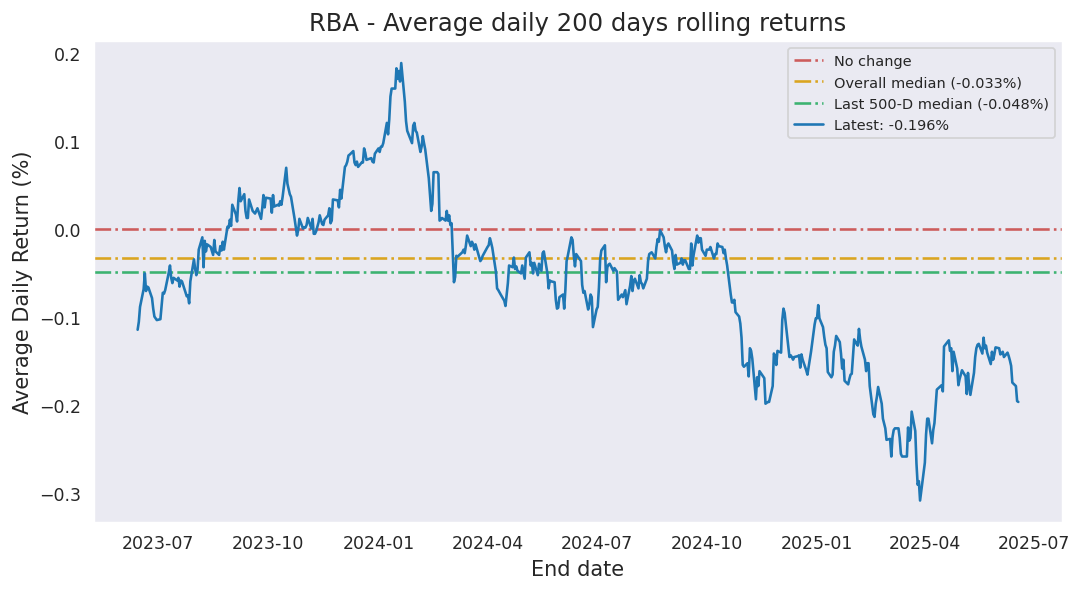 RBA - Average daily 200 days rolling returns
Average Daily Return (%)
0.2
0.1
0.0
−0.1
−0.2
−0.3
No change
Overall median (-0.033%)
Last 500-D median (-0.048%)
Latest: -0.196%
2023-07 2023-10 2024-01 2024-04 2024-07 2024-10 2025-01 2025-04 2025-07
End date